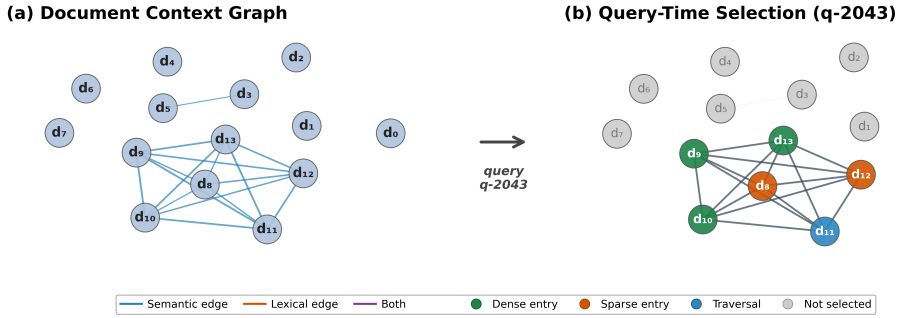 (a) Document Context Graph
(b) Query-Time Selection (q-2043)
d₄
d₂
d₆
d₅
d₃
d₇
d₁
d₀
d₉
d₁₃
d₈
d₁₂
d₁₀
d₁₁
query
q-2043
d₄
d₂
d₆
d₅
d₃
d₇
d₁
d₉
d₁₃
d₈
d₁₂
d₁₀
d₁₁
Semantic edge
Lexical edge
Both
Dense entry
Sparse entry
Traversal
Not selected